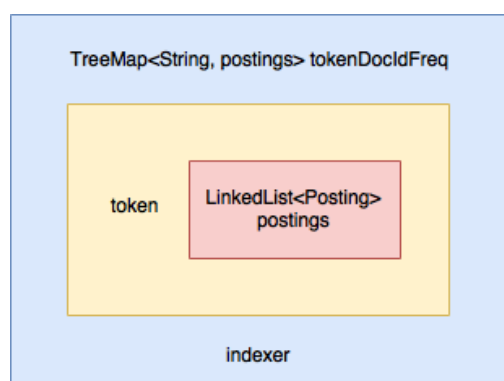 TreeMap<String, postings> tokenDocIdFreq
token
LinkedList<Posting>
postings
indexer